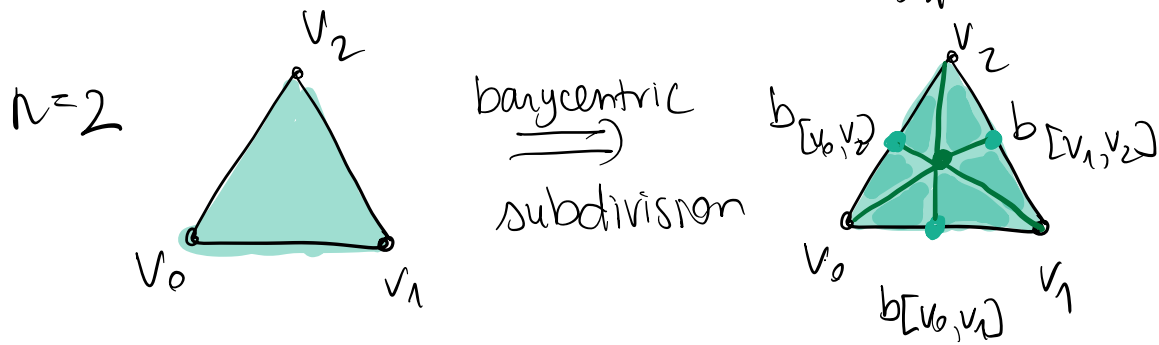 n=2
V₀
V₁
V₂
barycentric
subdivision
V₂
b[v₀,v₂]
b[v₁,v₂]
V₀
V₁
b[v₀,v₁]